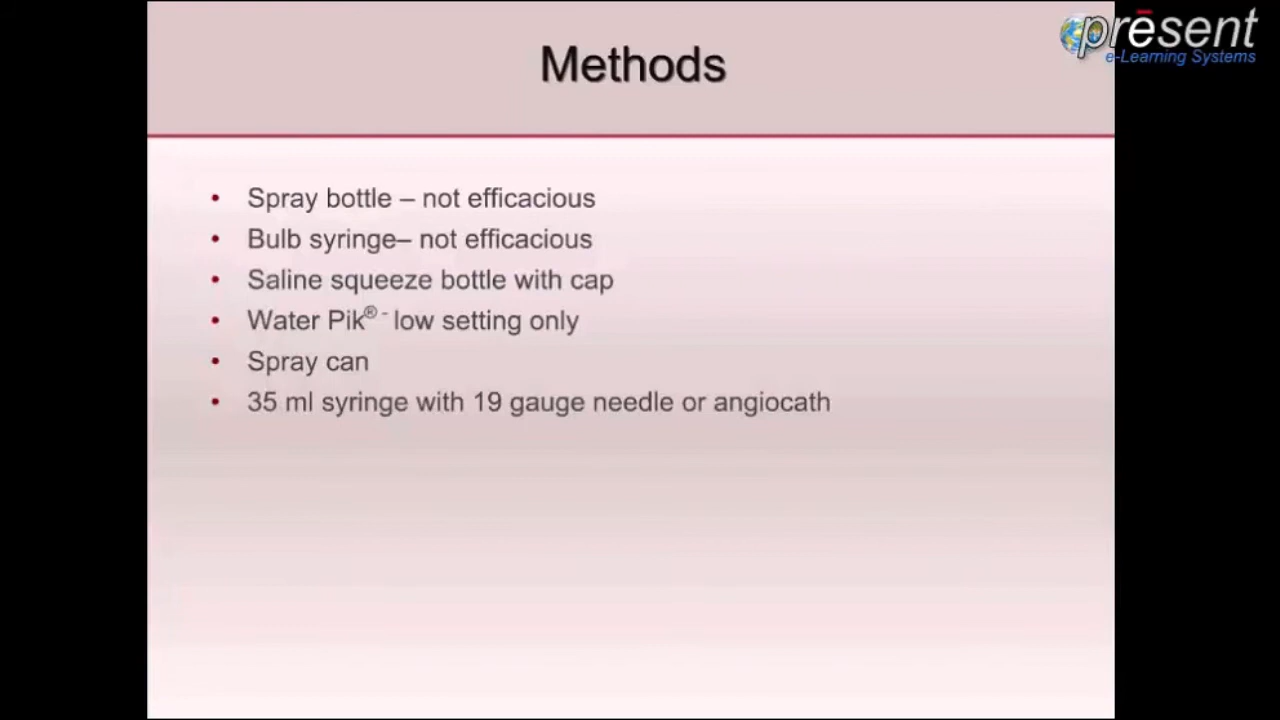 prēsent
e-Learning Systems
Methods
• Spray bottle – not efficacious
• Bulb syringe– not efficacious
• Saline squeeze bottle with cap
• Water Pik® - low setting only
• Spray can
• 35 ml syringe with 19 gauge needle or angiocath